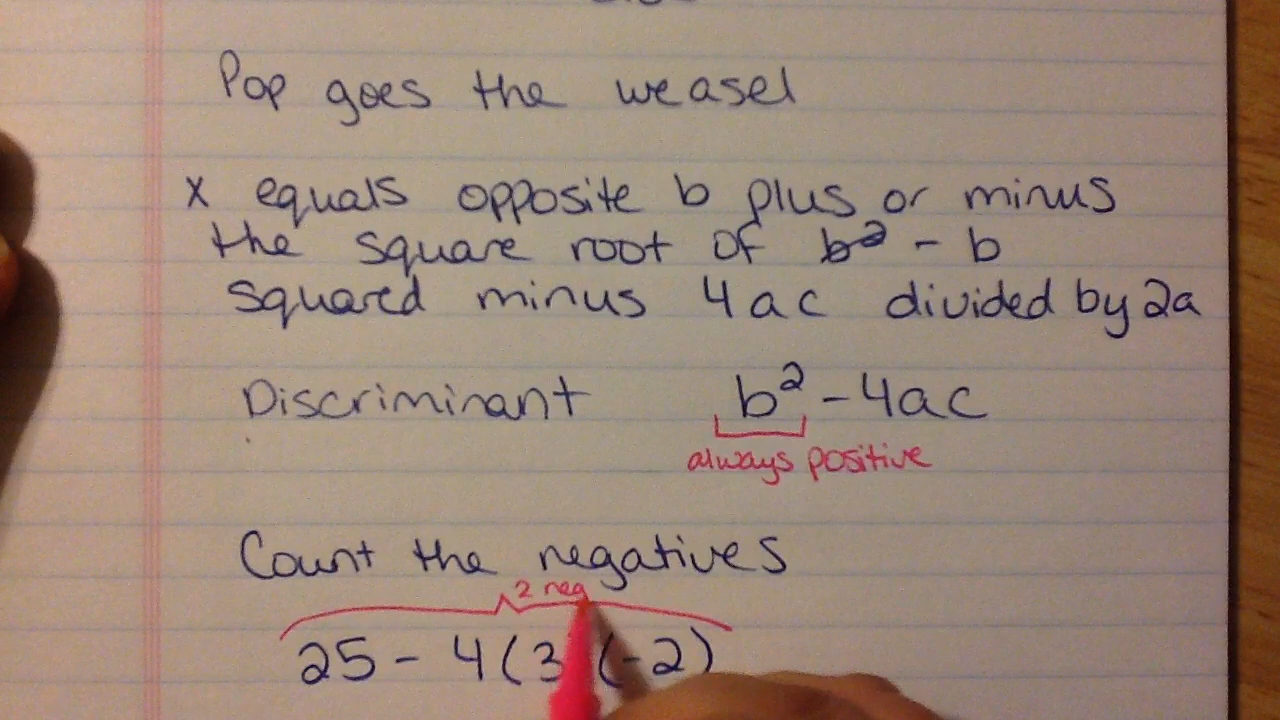 Pop goes the weasel
x equals opposite b plus or minus
the square root of b² - b
squared minus 4ac divided by 2a
Discriminant b² - 4ac
always positive
Count the negatives
2 neg
25 - 4(3 (-2)